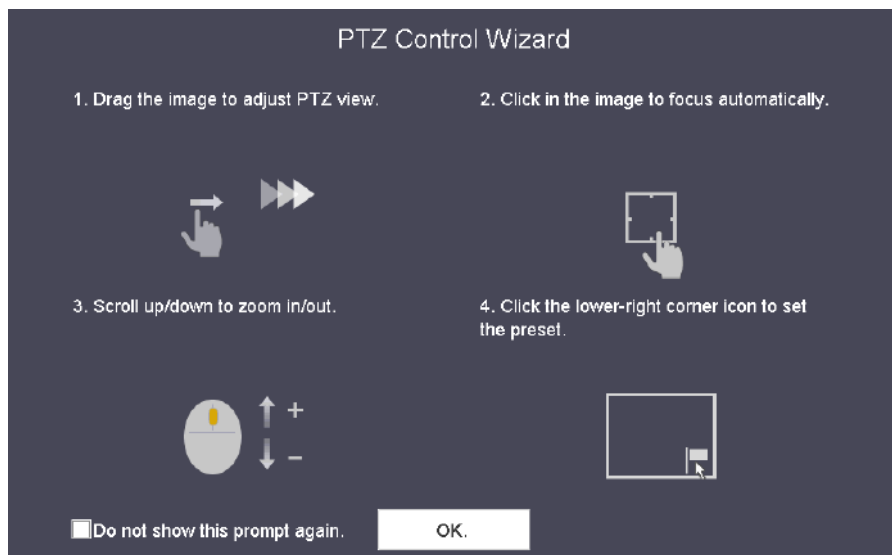 PTZ Control Wizard
1. Drag the image to adjust PTZ view.
2. Click in the image to focus automatically.
3. Scroll up/down to zoom in/out.
4. Click the lower-right corner icon to set
the preset.
+
–
Do not show this prompt again.
OK.